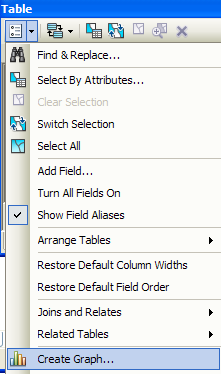 Table
Find & Replace...
Select By Attributes...
Clear Selection
Switch Selection
Select All
Add Field...
Turn All Fields On
Show Field Aliases
Arrange Tables
Restore Default Column Widths
Restore Default Field Order
Joins and Relates
Related Tables
Create Graph...